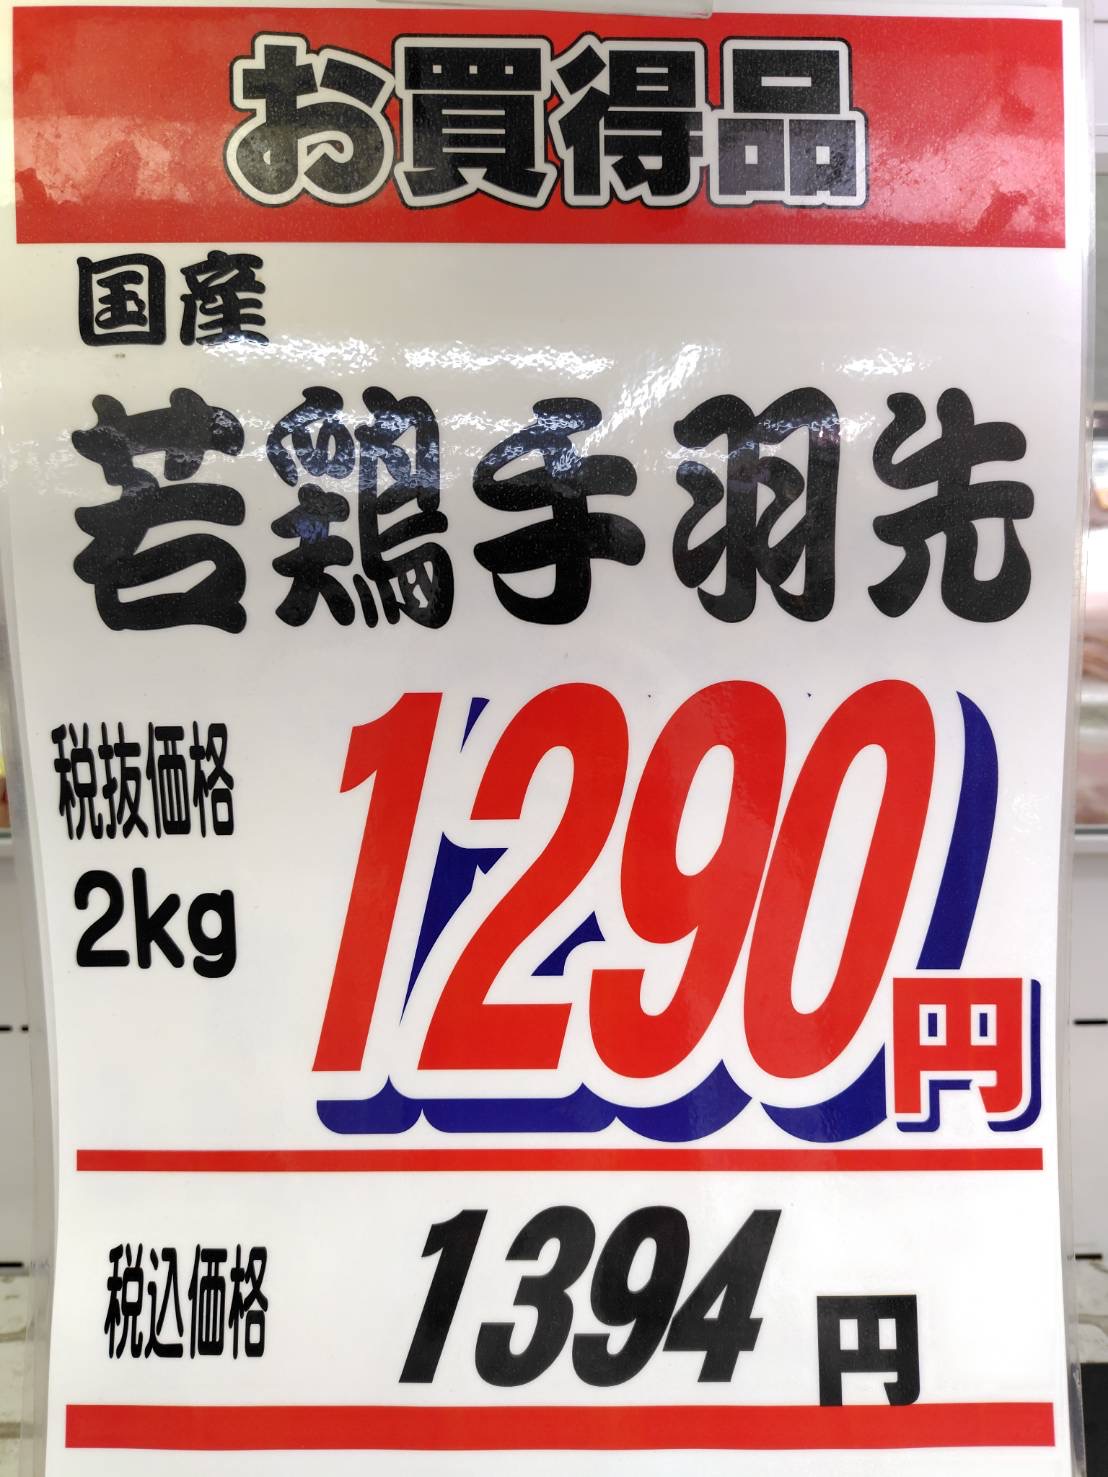 お買得品
国産
若鶏手羽先
税抜価格
2kg
1290円
税込価格
1394円